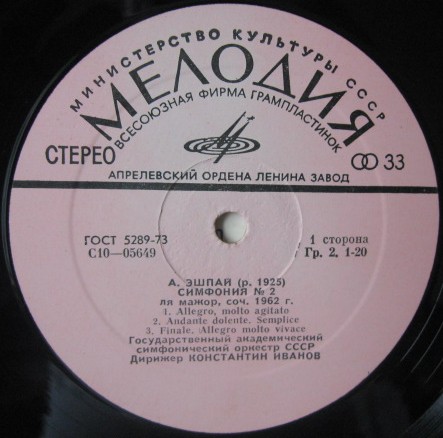 МИНИСТЕРСТВО КУЛЬТУРЫ СССР
МЕЛОДИЯ
ВСЕСОЮЗНАЯ ФИРМА ГРАМПЛАСТИНОК
СТЕРЕО
33
АПРЕЛЕВСКИЙ ОРДЕНА ЛЕНИНА ЗАВОД
ГОСТ 5289-73
С10—05649
1 сторона
Гр. 2, 1-20
А. ЭШПАЙ (р. 1925)
СИМФОНИЯ № 2
ля мажор, соч. 1962 г.
1. Allegro, molto agitato
2. Andante dolente. Semplice
3. Finale. Allegro molto vivace
Государственный академический
симфонический оркестр СССР
Дирижер КОНСТАНТИН ИВАНОВ